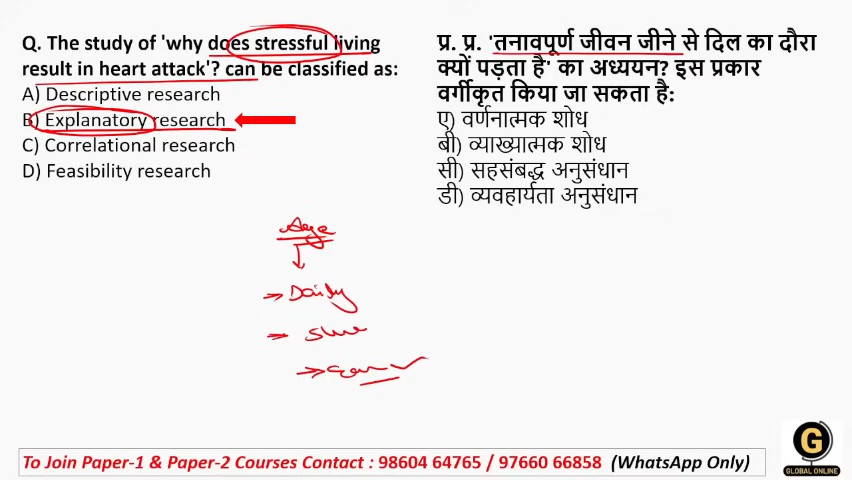 Q. The study of 'why does stressful living
result in heart attack'? can be classified as:
A) Descriptive research
B) Explanatory research
C) Correlational research
D) Feasibility research
प्र. प्र. 'तनावपूर्ण जीवन जीने से दिल का दौरा
क्यों पड़ता है' का अध्ययन? इस प्रकार
वर्गीकृत किया जा सकता है:
ए) वर्णनात्मक शोध
बी) व्याख्यात्मक शोध
सी) सहसंबद्ध अनुसंधान
डी) व्यवहार्यता अनुसंधान
Age
Daily
To Join Paper-1 & Paper-2 Courses Contact : 98604 64765 / 97660 66858 (WhatsApp Only)
G
GLOBAL ONLINE